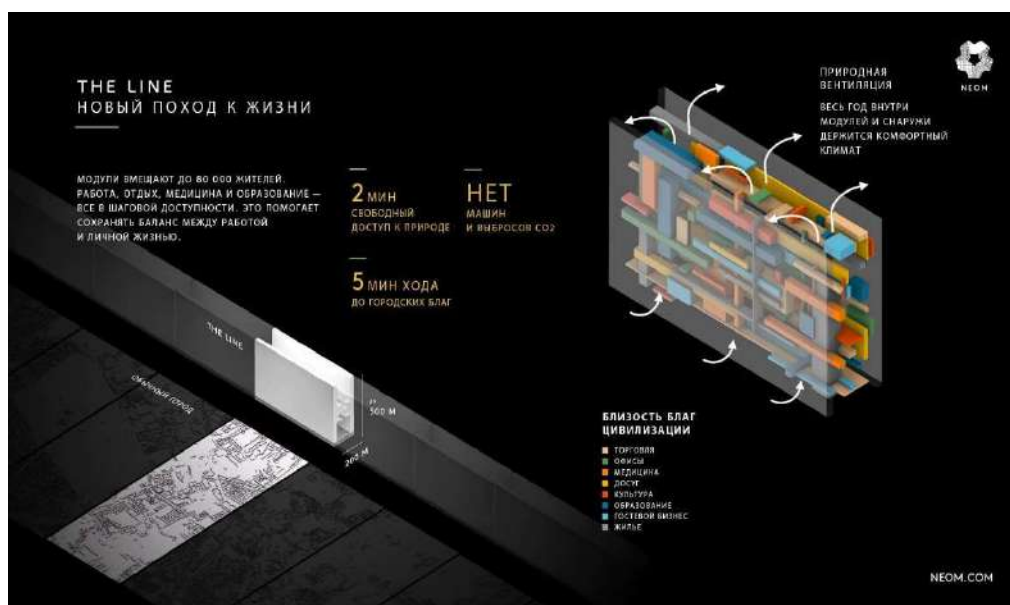 THE LINE
НОВЫЙ ПОХОД К ЖИЗНИ
МОДУЛИ ВМЕЩАЮТ ДО 80 000 ЖИТЕЛЕЙ.
РАБОТА, ОТДЫХ, МЕДИЦИНА И ОБРАЗОВАНИЕ —
ВСЕ В ШАГОВОЙ ДОСТУПНОСТИ. ЭТО ПОМОГАЕТ
СОХРАНЯТЬ БАЛАНС МЕЖДУ РАБОТОЙ
И ЛИЧНОЙ ЖИЗНЬЮ.
2 МИН
СВОБОДНЫЙ
ДОСТУП К ПРИРОДЕ
НЕТ
МАШИН
И ВЫБРОСОВ СО2
5 МИН ХОДА
ДО ГОРОДСКИХ БЛАГ
THE LINE
ОБЫЧНЫЙ ГОРОД
500 М
200 М
ПРИРОДНАЯ
ВЕНТИЛЯЦИЯ
ВЕСЬ ГОД ВНУТРИ
МОДУЛЕЙ И СНАРУЖИ
ДЕРЖИТСЯ КОМФОРТНЫЙ
КЛИМАТ
NEOM
БЛИЗОСТЬ БЛАГ
ЦИВИЛИЗАЦИИ
ТОРГОВЛЯ
ОФИСЫ
МЕДИЦИНА
ДОСУГ
КУЛЬТУРА
ОБРАЗОВАНИЕ
ГОСТЕВОЙ БИЗНЕС
ЖИЛЬЕ
NEOM.COM